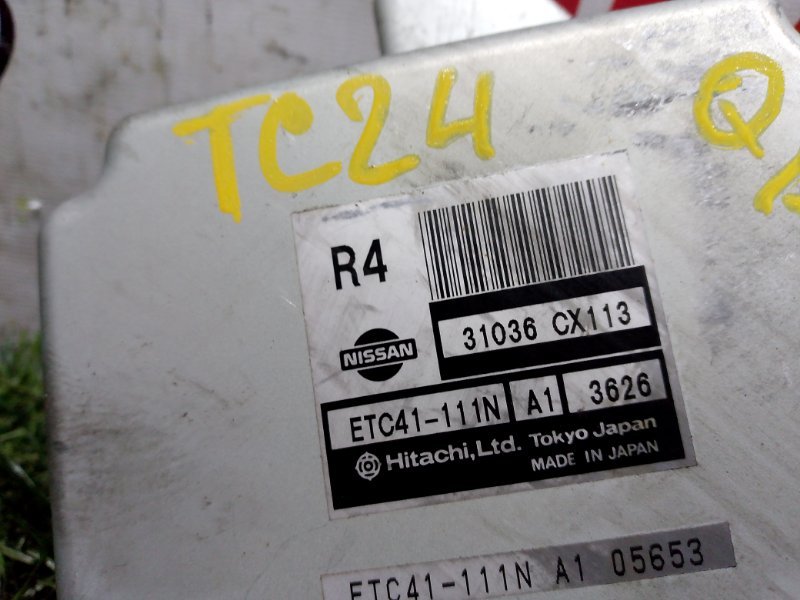 TC24
R4
31036 CX113
NISSAN
ETC41-111N A1 3626
Hitachi,Ltd. Tokyo Japan
MADE IN JAPAN
ETC41-111N A1 05653